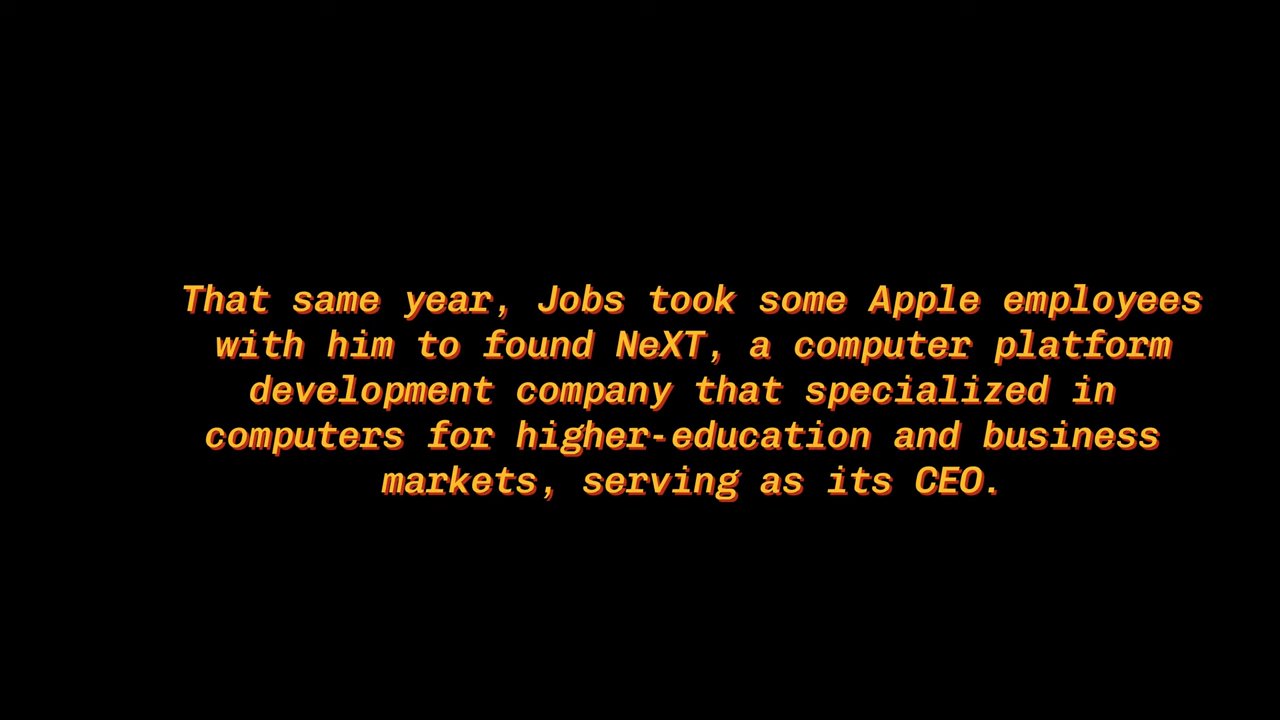 That same year, Jobs took some Apple employees
with him to found NeXT, a computer platform
development company that specialized in
computers for higher-education and business
markets, serving as its CEO.